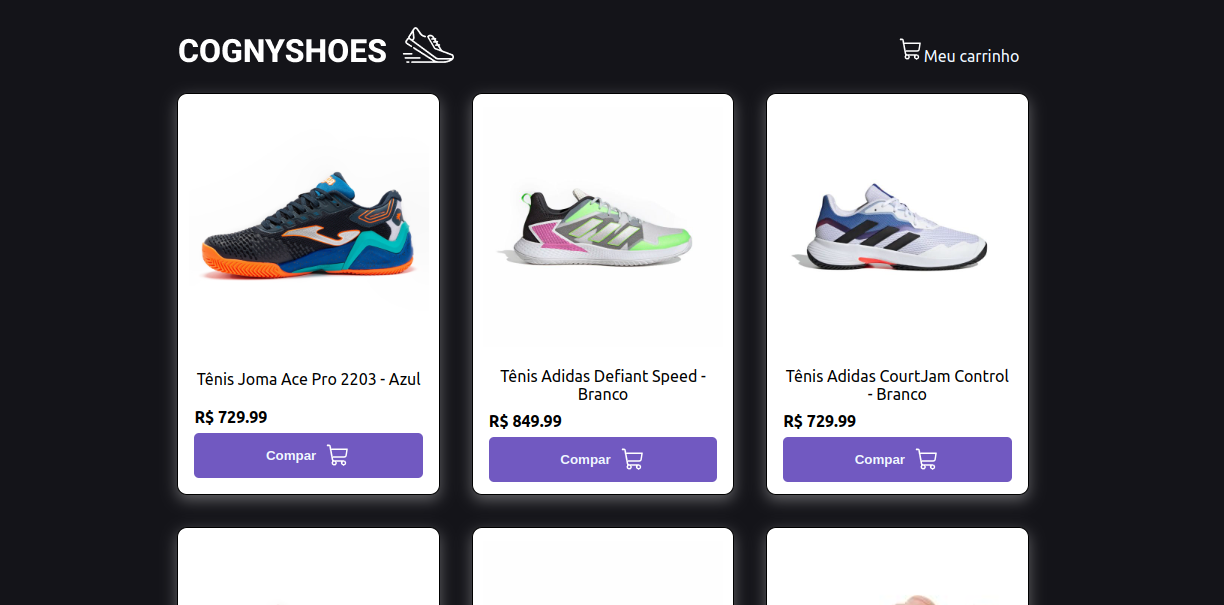 COGNYSHOES
Meu carrinho
Tênis Joma Ace Pro 2203 - Azul
R$ 729.99
Compar
Tênis Adidas Defiant Speed -
Branco
R$ 849.99
Compar
Tênis Adidas CourtJam Control
- Branco
R$ 729.99
Compar